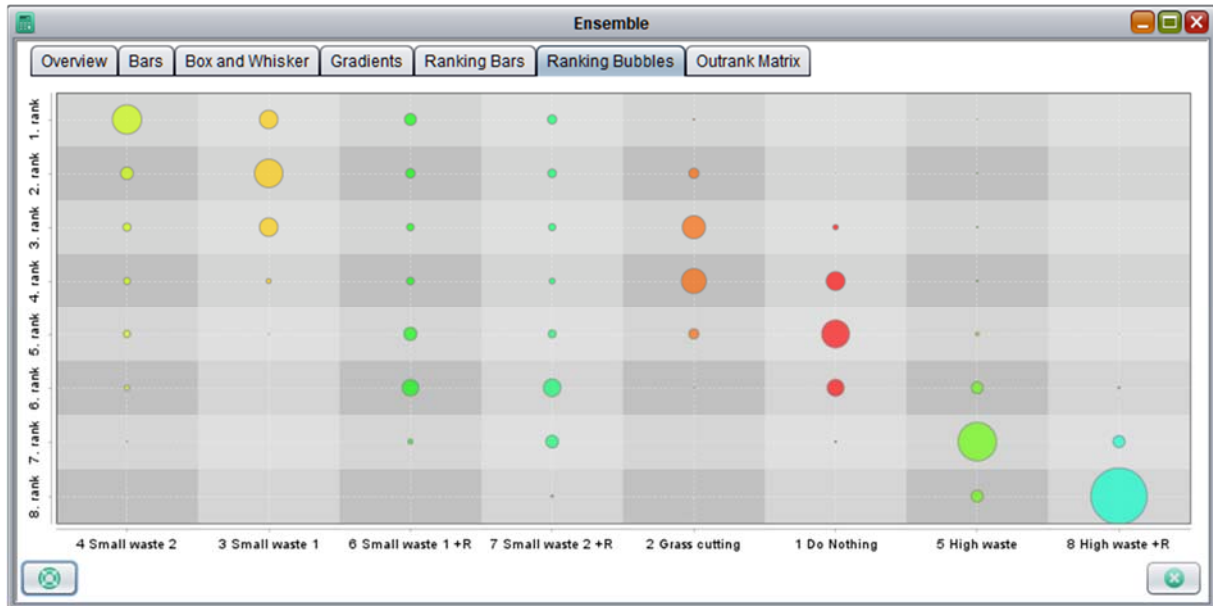 Ensemble
Overview Bars Box and Whisker Gradients Ranking Bars Ranking Bubbles Outrank Matrix
1. rank
2. rank
3. rank
4. rank
5. rank
6. rank
7. rank
8. rank
4 Small waste 2 3 Small waste 1 6 Small waste 1 +R 7 Small waste 2 +R 2 Grass cutting 1 Do Nothing 5 High waste 8 High waste +R